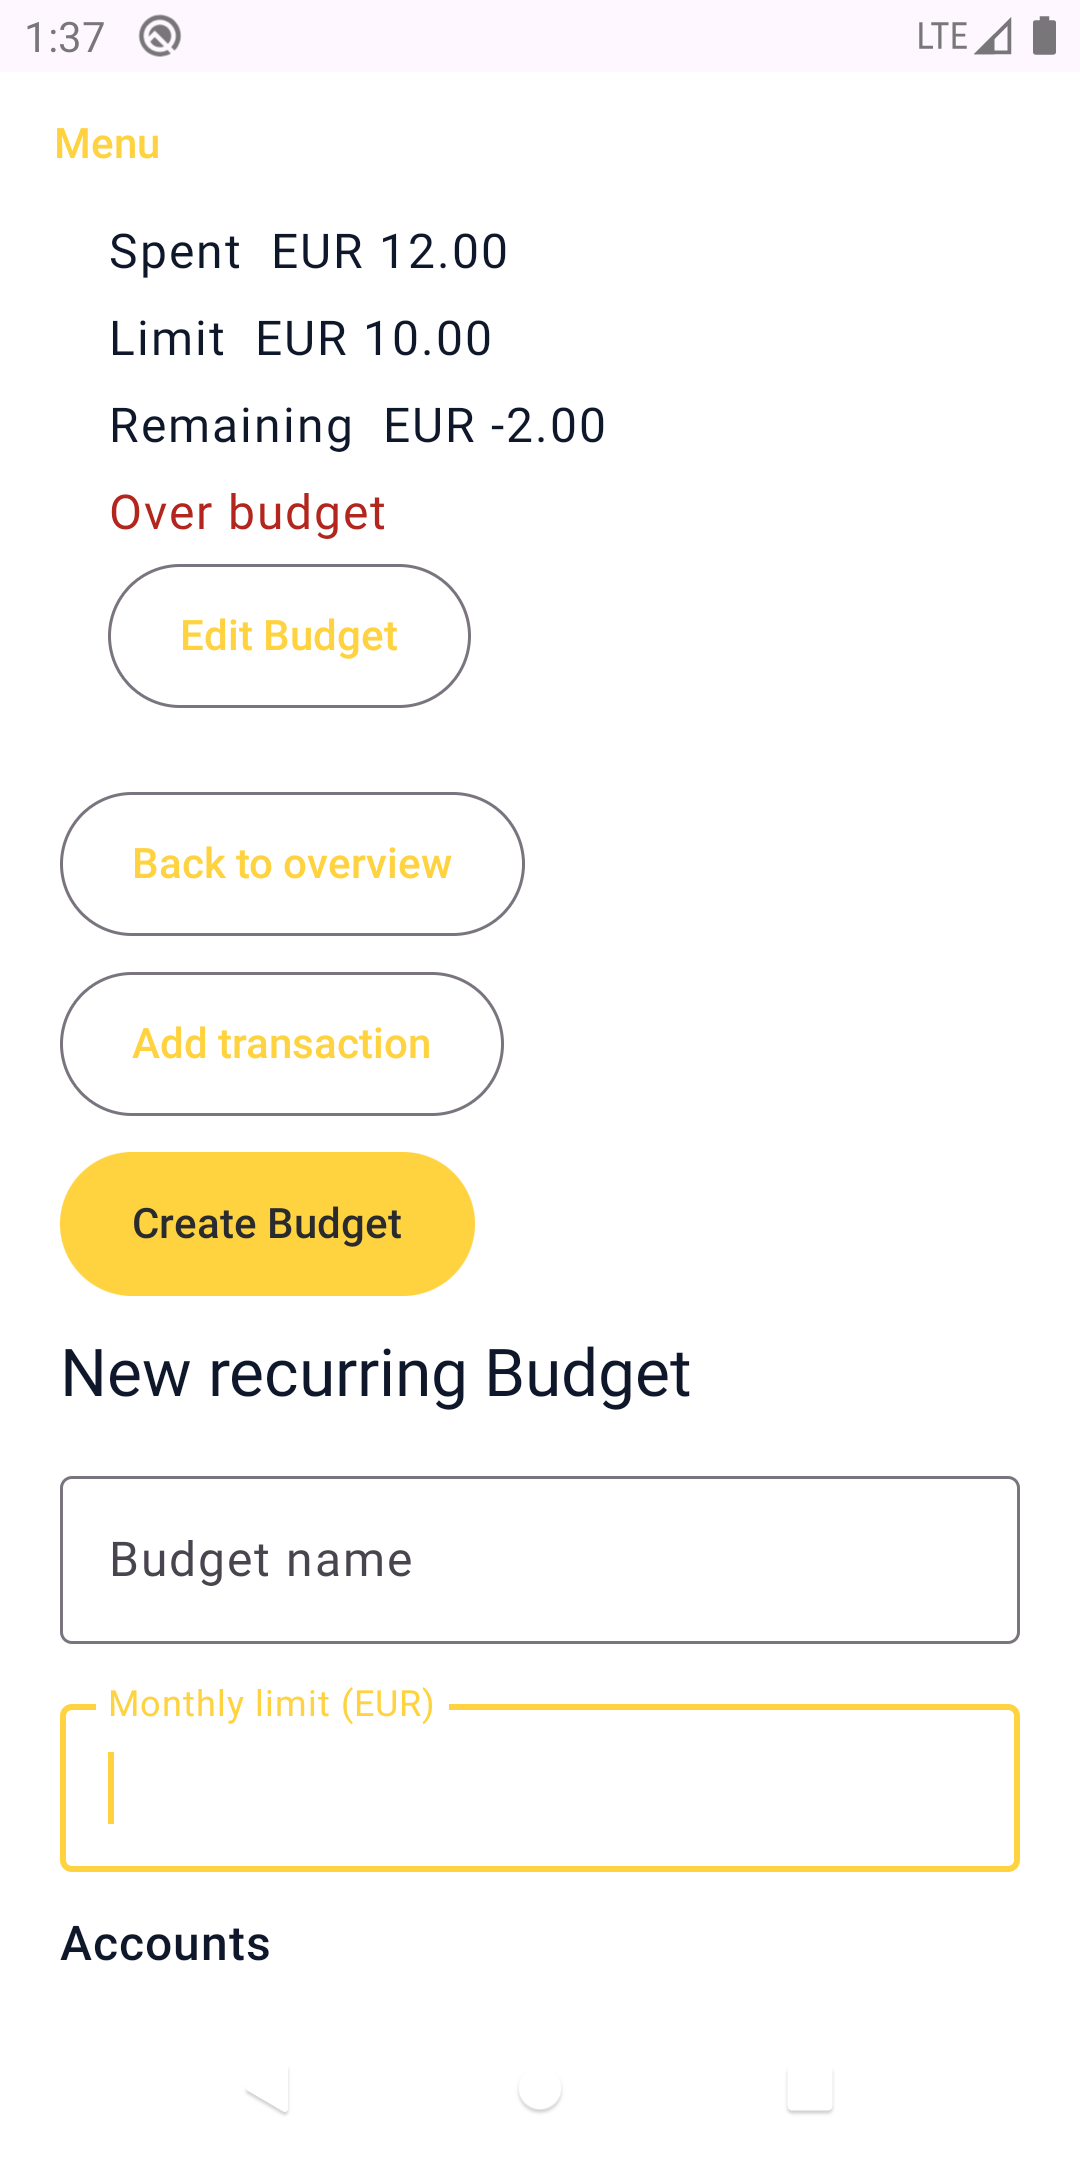 1:37 LTE
Menu
Spent EUR 12.00
Limit EUR 10.00
Remaining EUR -2.00
Over budget
Edit Budget
Back to overview
Add transaction
Create Budget
New recurring Budget
Budget name
Monthly limit (EUR)
Accounts